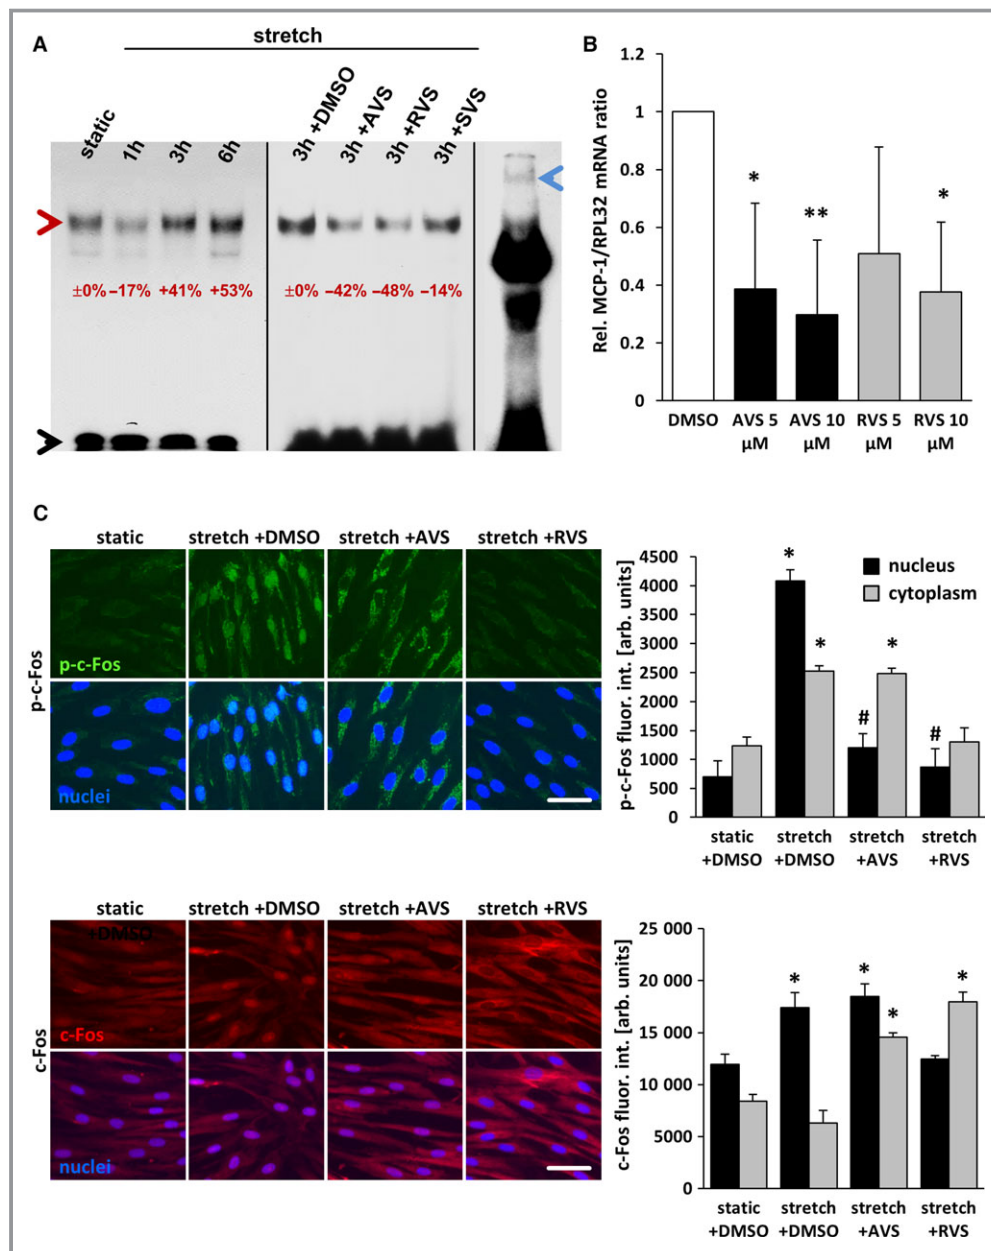 A
stretch
static
1h
3h
6h
3h +DMSO
3h +AVS
3h +RVS
3h +SVS
±0% –17% +41% +53%
±0% –42% –48% –14%
B
Rel. MCP-1/RPL32 mRNA ratio
1.2
1
0.8
0.6
0.4
0.2
0
*
**
*
DMSO AVS 5 AVS 10 RVS 5 RVS 10
µM µM µM µM
C
static stretch +DMSO stretch +AVS stretch +RVS
p-c-Fos
p-c-Fos
nuclei
p-c-Fos fluor. int. [arb. units]
4500
4000
3500
3000
2500
2000
1500
1000
500
0
nucleus
cytoplasm
*
*
*
#
#
static stretch stretch stretch
+DMSO +DMSO +AVS +RVS
static stretch +DMSO stretch +AVS stretch +RVS
+DMSO
c-Fos
c-Fos
nuclei
c-Fos fluor. int. [arb. units]
25 000
20 000
15 000
10 000
5000
0
*
*
*
*
static stretch stretch stretch
+DMSO +DMSO +AVS +RVS